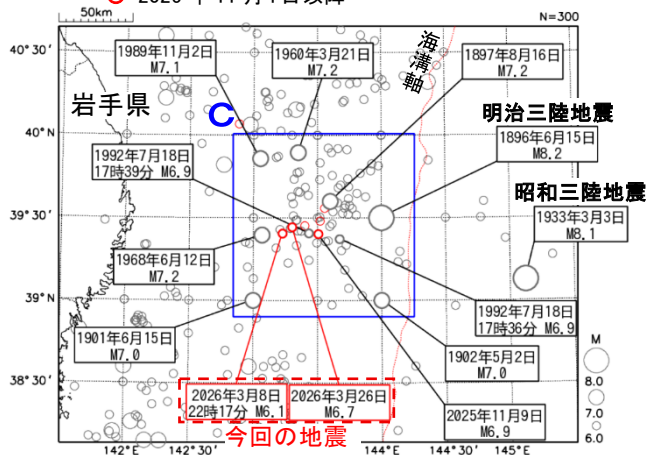 ○ 2020年11月1日以降
50km
N=300
40°30′
1989年11月2日
M7.1
1960年3月21日
M7.2
海溝軸
1897年8月16日
M7.2
岩手県
C
40°N
明治三陸地震
1896年6月15日
M8.2
1992年7月18日
17時39分 M6.9
昭和三陸地震
1933年3月3日
M8.1
39°30′
1968年6月12日
M7.2
39°N
1992年7月18日
17時36分 M6.9
1901年6月15日
M7.0
1902年5月2日
M7.0
M
8.0
7.0
6.0
38°30′
2026年3月8日
22時17分 M6.1
2026年3月26日
M6.7
2025年11月9日
M6.9
今回の地震
142°E
142°30′
144°E
144°30′
145°E